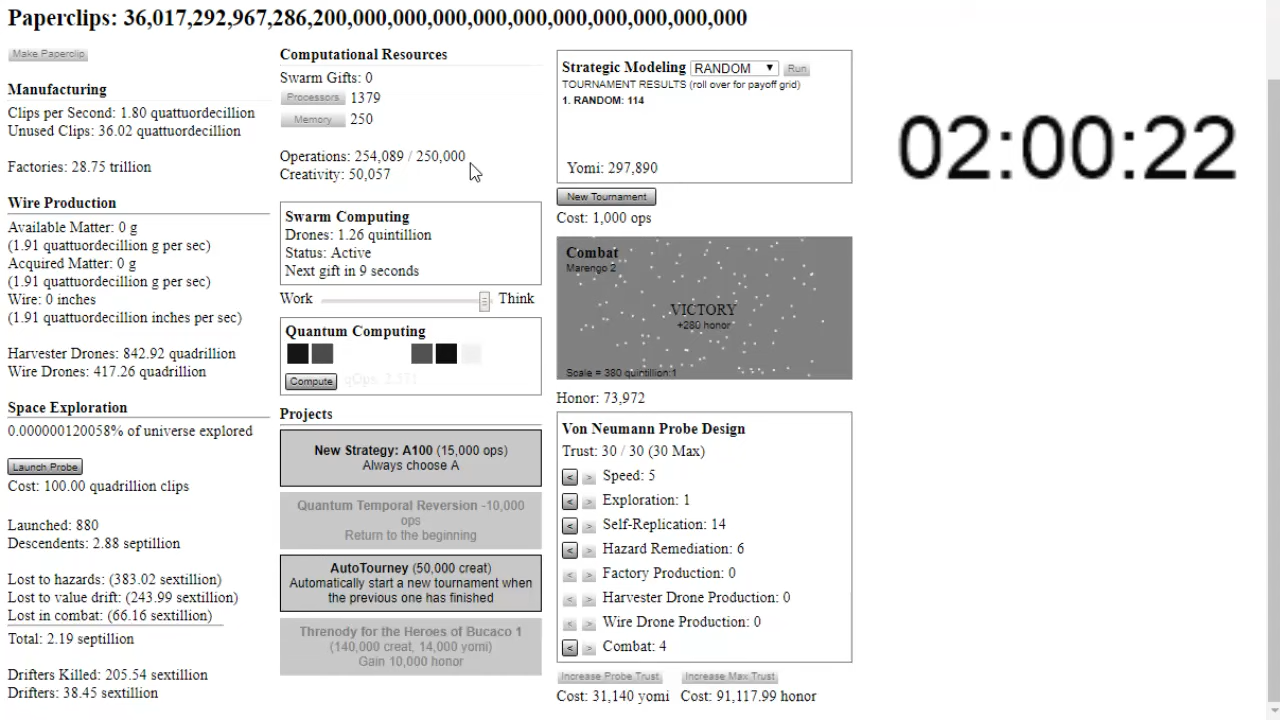 Paperclips: 36,017,292,967,286,200,000,000,000,000,000,000,000,000,000,000
Make Paperclip
Manufacturing
Clips per Second: 1.80 quattuordecillion
Unused Clips: 36.02 quattuordecillion
Factories: 28.75 trillion
Wire Production
Available Matter: 0 g
(1.91 quattuordecillion g per sec)
Acquired Matter: 0 g
(1.91 quattuordecillion g per sec)
Wire: 0 inches
(1.91 quattuordecillion inches per sec)
Harvester Drones: 842.92 quadrillion
Wire Drones: 417.26 quadrillion
Space Exploration
0.000000120058% of universe explored
Launch Probe
Cost: 100.00 quadrillion clips
Launched: 880
Descendents: 2.88 septillion
Lost to hazards: (383.02 sextillion)
Lost to value drift: (243.99 sextillion)
Lost in combat: (66.16 sextillion)
Total: 2.19 septillion
Drifters Killed: 205.54 sextillion
Drifters: 38.45 sextillion
Computational Resources
Swarm Gifts: 0
Processors 1379
Memory 250
Operations: 254,089 / 250,000
Creativity: 50,057
Swarm Computing
Drones: 1.26 quintillion
Status: Active
Next gift in 9 seconds
Work Think
Quantum Computing
Compute qOps: 2,571
Projects
New Strategy: A100 (15,000 ops)
Always choose A
Quantum Temporal Reversion -10,000
ops
Return to the beginning
AutoTourney (50,000 creat)
Automatically start a new tournament when
the previous one has finished
Threnody for the Heroes of Bucaco 1
(140,000 creat, 14,000 yomi)
Gain 10,000 honor
Strategic Modeling RANDOM Run
TOURNAMENT RESULTS (roll over for payoff grid)
1. RANDOM: 114
Yomi: 297,890
New Tournament
Cost: 1,000 ops
Combat
Marengo 2
VICTORY
+280 honor
Scale = 380 quintillion:1
Honor: 73,972
Von Neumann Probe Design
Trust: 30 / 30 (30 Max)
< > Speed: 5
< > Exploration: 1
< > Self-Replication: 14
< > Hazard Remediation: 6
< > Factory Production: 0
< > Harvester Drone Production: 0
< > Wire Drone Production: 0
< > Combat: 4
Increase Probe Trust Increase Max Trust
Cost: 31,140 yomi Cost: 91,117.99 honor
02:00:22